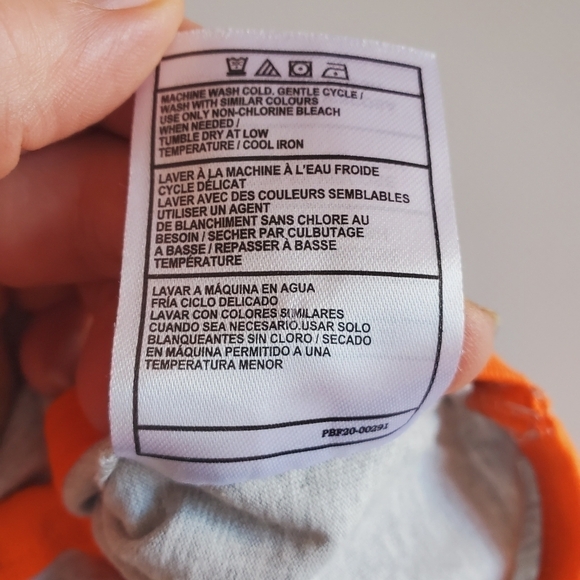 MACHINE WASH COLD. GENTLE CYCLE /
WASH WITH SIMILAR COLOURS
USE ONLY NON-CHLORINE BLEACH
WHEN NEEDED /
TUMBLE DRY AT LOW
TEMPERATURE / COOL IRON
LAVER À LA MACHINE À L'EAU FROIDE
CYCLE DÉLICAT
LAVER AVEC DES COULEURS SEMBLABLES
UTILISER UN AGENT
DE BLANCHIMENT SANS CHLORE AU
BESOIN / SECHER PAR CULBUTAGE
A BASSE / REPASSER À BASSE
TEMPÉRATURE
LAVAR A MÁQUINA EN AGUA
FRÍA CICLO DELICADO
LAVAR CON COLORES SIMILARES
CUANDO SEA NECESARIO.USAR SOLO
BLANQUEANTES SIN CLORO / SECADO
EN MÁQUINA PERMITIDO A UNA
TEMPERATURA MENOR
PBF20-00291